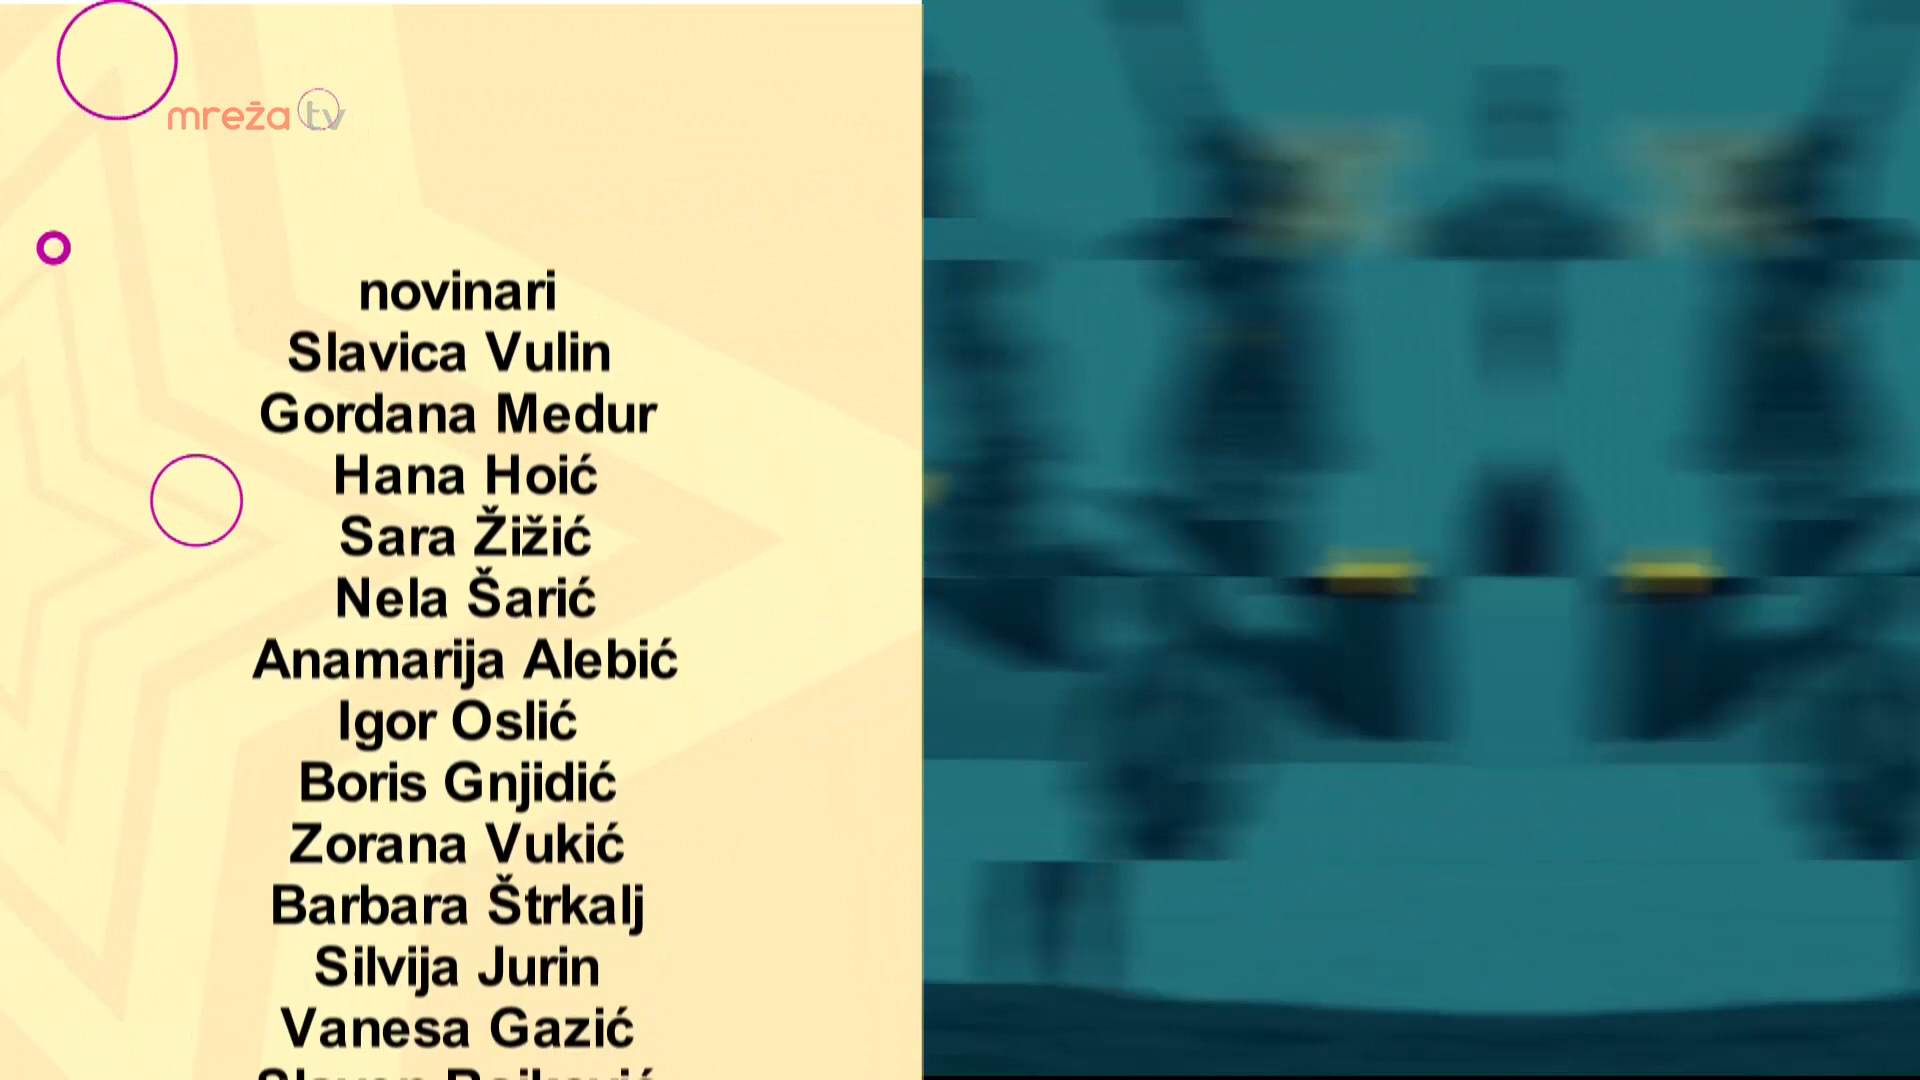 mreža tv
novinari
Slavica Vulin
Gordana Medur
Hana Hoić
Sara Žižić
Nela Šarić
Anamarija Alebić
Igor Oslić
Boris Gnjidić
Zorana Vukić
Barbara Štrkalj
Silvija Jurin
Vanesa Gazić